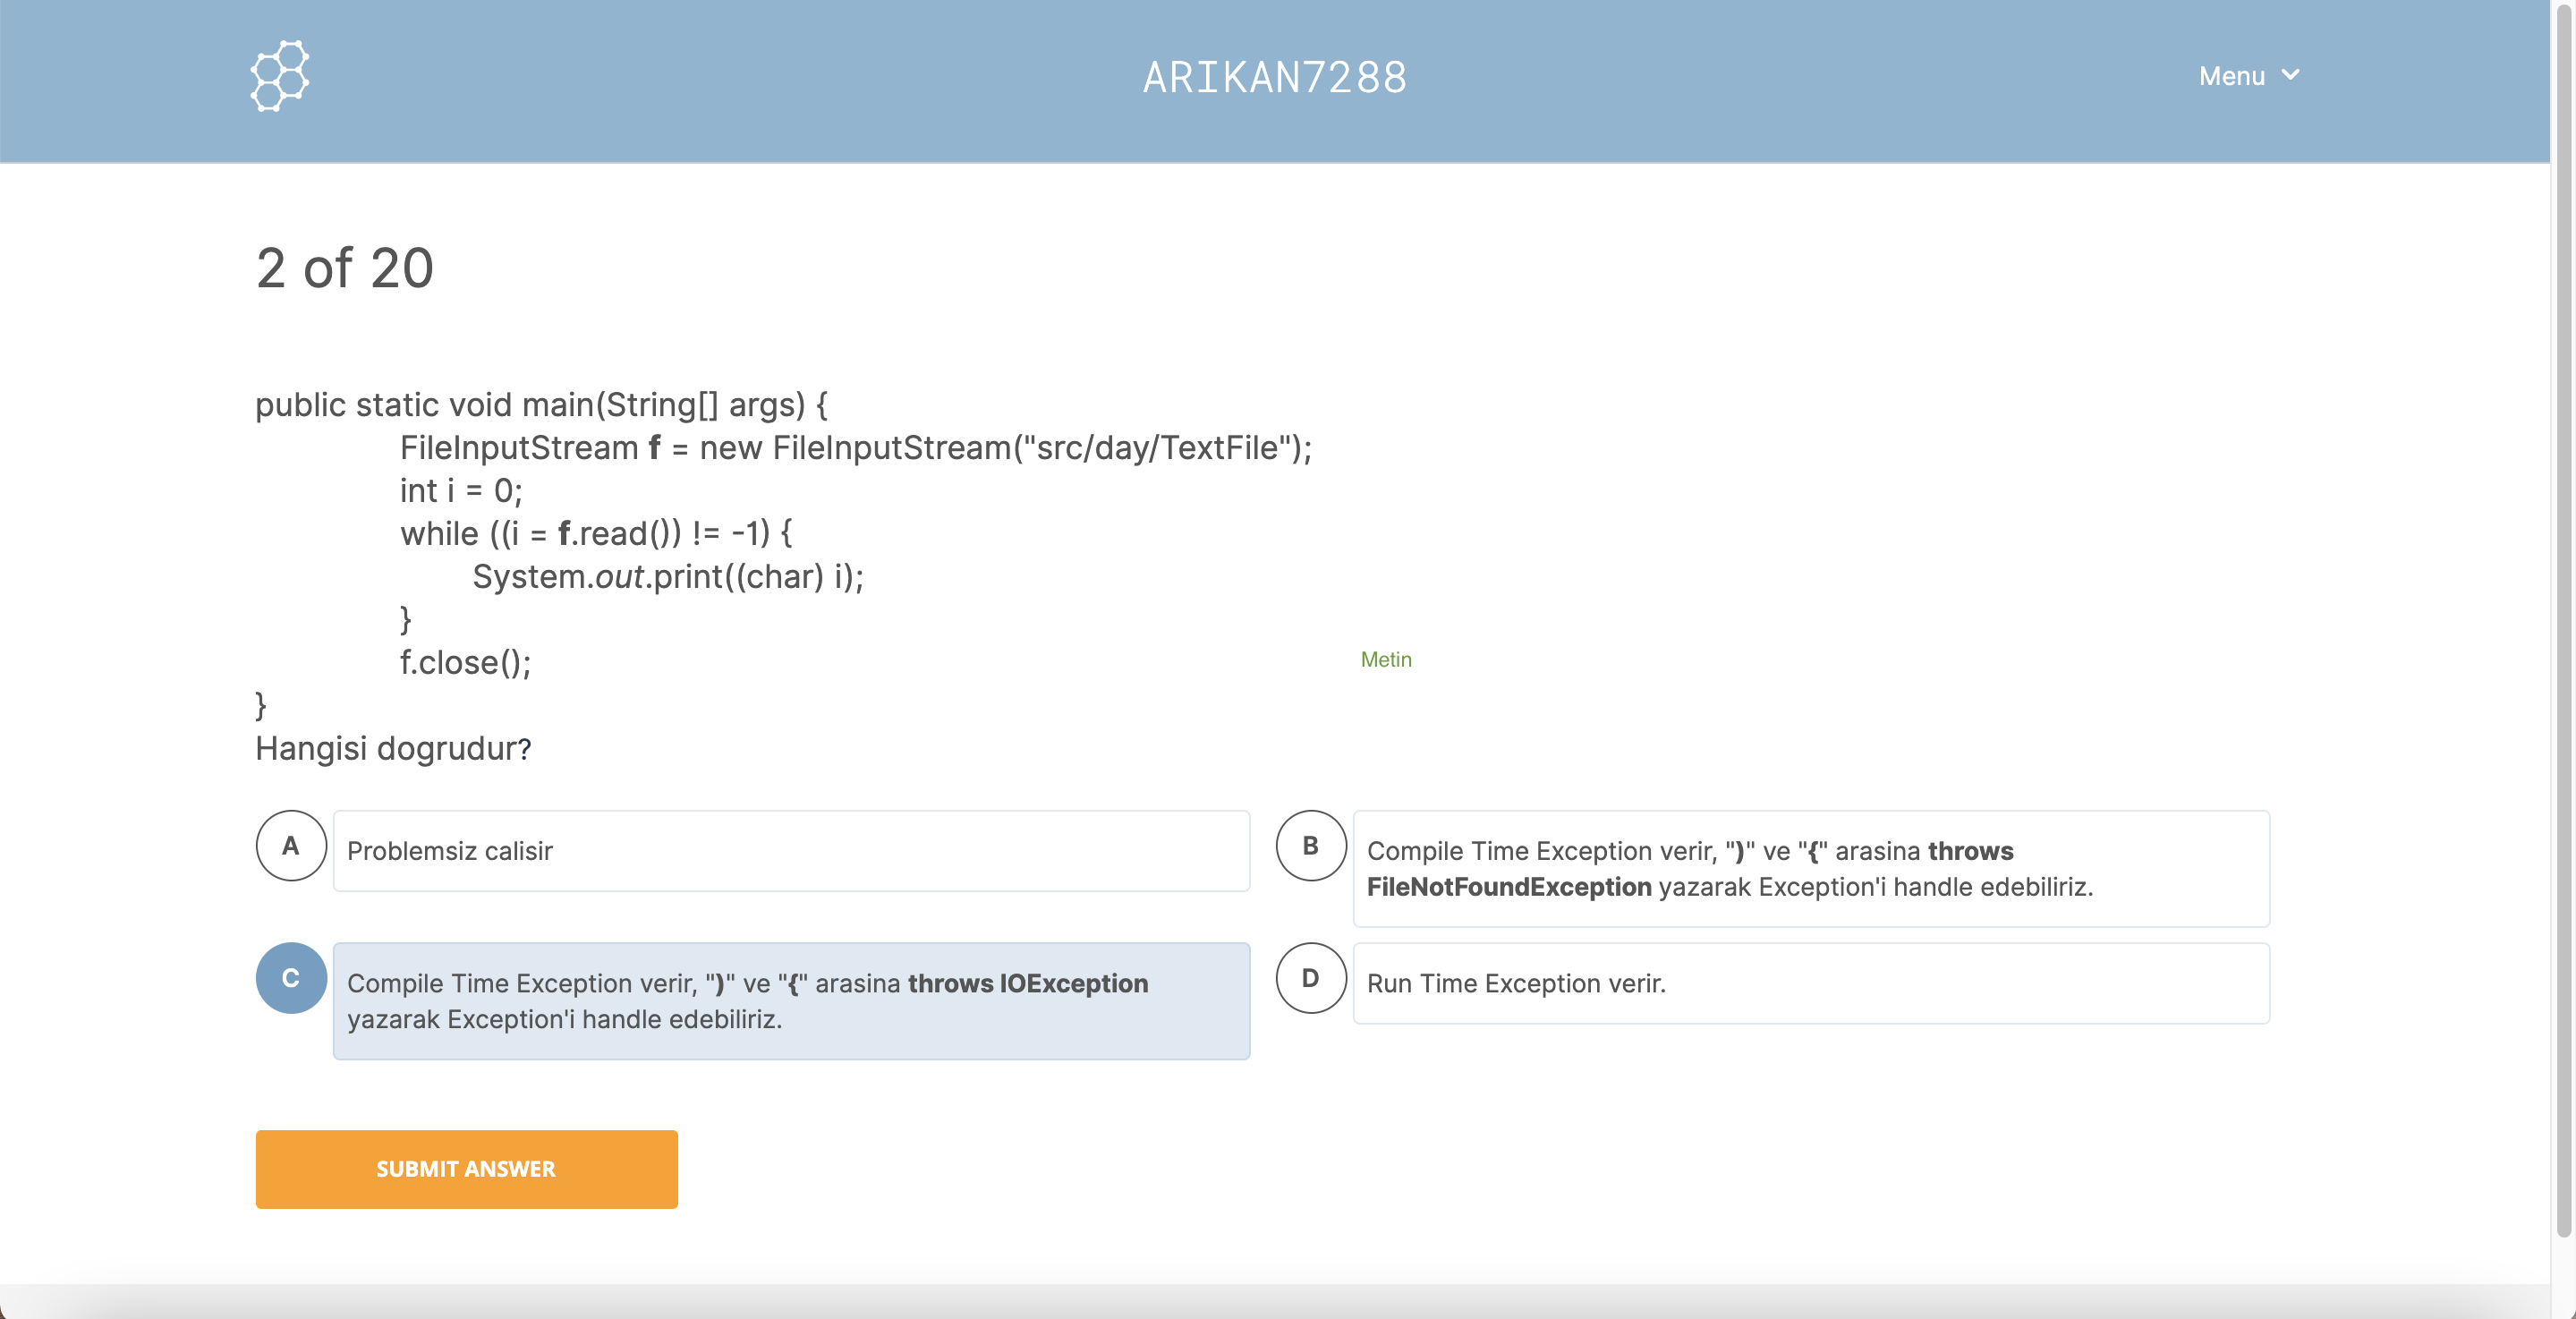 ARIKAN7288
Menu
2 of 20
public static void main(String[] args) {
FileInputStream f = new FileInputStream("src/day/TextFile");
int i = 0;
while ((i = f.read()) != -1) {
System.out.print((char) i);
}
f.close();
Metin
}
Hangisi dogrudur?
A
Problemsiz calisir
B
Compile Time Exception verir, ")" ve "{" arasina throws
FileNotFoundException yazarak Exception'i handle edebiliriz.
C
Compile Time Exception verir, ")" ve "{" arasina throws IOException
yazarak Exception'i handle edebiliriz.
D
Run Time Exception verir.
SUBMIT ANSWER